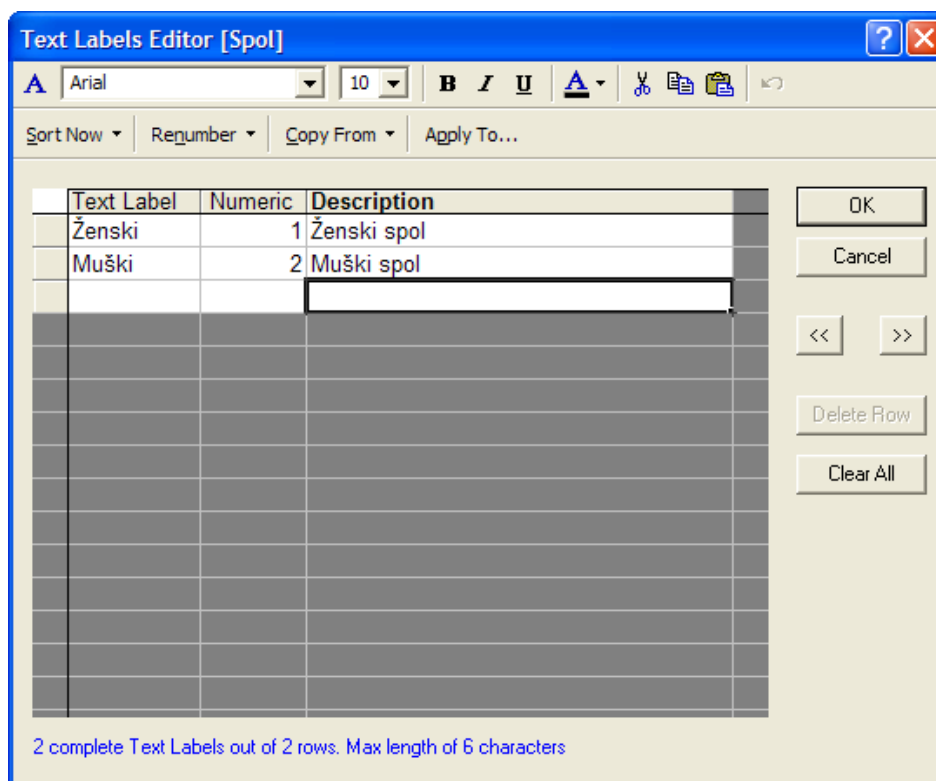 Text Labels Editor [Spol]
A Arial 10 B I U A
Sort Now Renumber Copy From Apply To...
Text Label Numeric Description
Ženski 1 Ženski spol
Muški 2 Muški spol
OK
Cancel
<< >>
Delete Row
Clear All
2 complete Text Labels out of 2 rows. Max length of 6 characters